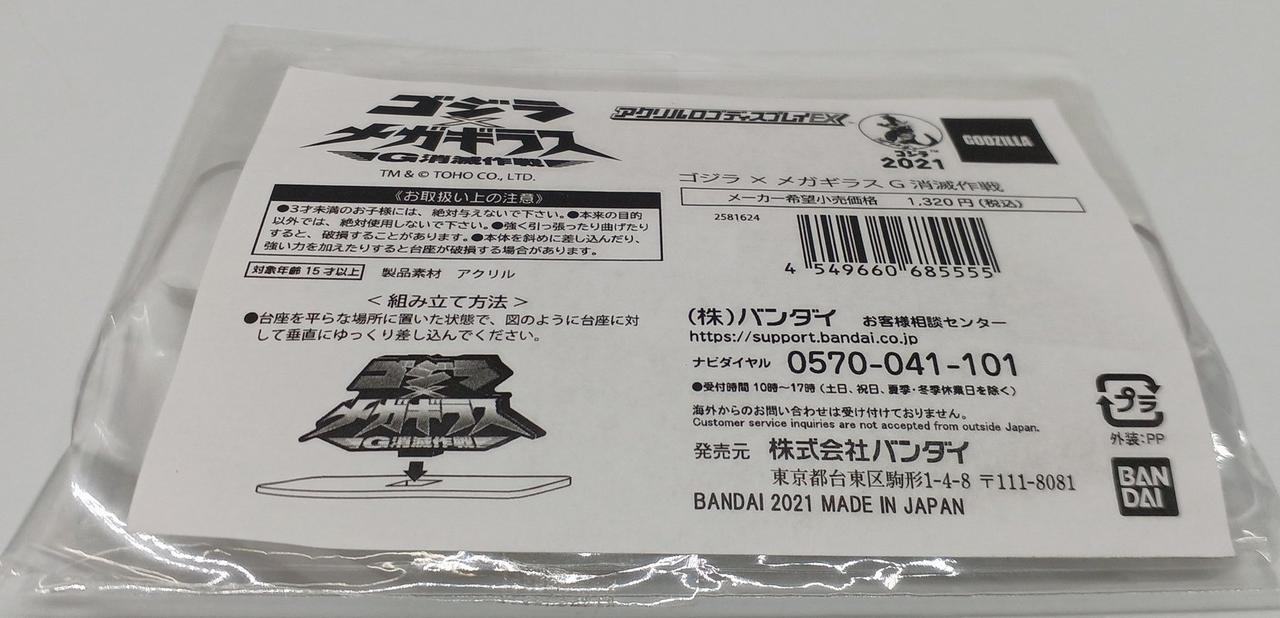 ゴジラ
×
メガギラス
G消滅作戦
TM & © TOHO CO., LTD.
《お取扱い上の注意》
●3才未満のお子様には、絶対与えないで下さい。●本来の目的
以外では、絶対使用しないで下さい。●強く引っ張ったり曲げたり
すると、破損することがあります。●本体を斜めに差し込んだり、
強い力を加えたりすると台座が破損する場合があります。
対象年齢 15才以上 製品素材 アクリル
<組み立て方法>
●台座を平らな場所に置いた状態で、図のように台座に対
して垂直にゆっくり差し込んでください。
ゴジラ
×
メガギラス
G消滅作戦
アクリルロゴディスプレイEX
ゴジラ™
2021
GODZILLA
ゴジラ × メガギラス G 消滅作戦
メーカー希望小売価格 1,320円(税込)
2581624
4 549660 685555
(株)バンダイ お客様相談センター
https://support.bandai.co.jp
ナビダイヤル 0570-041-101
●受付時間 10時~17時(土日、祝日、夏季・冬季休業日を除く)
海外からのお問い合わせは受け付けておりません。
Customer service inquiries are not accepted from outside Japan.
発売元 株式会社バンダイ
東京都台東区駒形1-4-8 〒111-8081
BANDAI 2021 MADE IN JAPAN
プラ
外装:PP
BAN
DAI